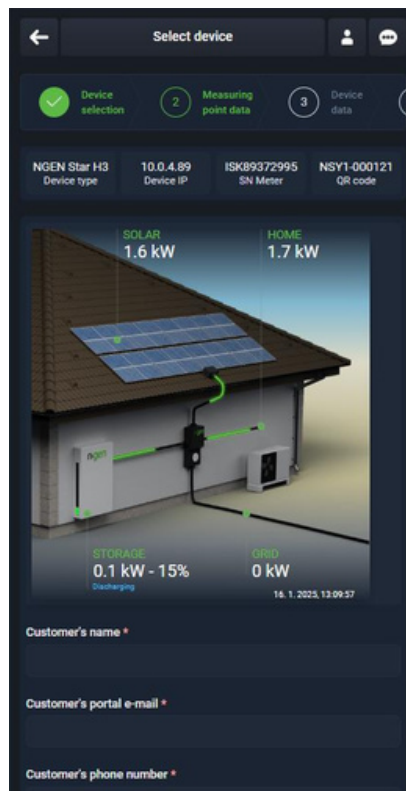 Select device
Device
selection
2
Measuring
point data
3
Device
data
NGEN Star H3
Device type
10.0.4.89
Device IP
ISK89372995
SN Meter
NSY1-000121
QR code
SOLAR
1.6 kW
HOME
1.7 kW
ngen
STORAGE
0.1 kW - 15%
Discharging
GRID
0 kW
16. 1. 2025, 13:09:57
Customer's name *
Customer's portal e-mail *
Customer's phone number *